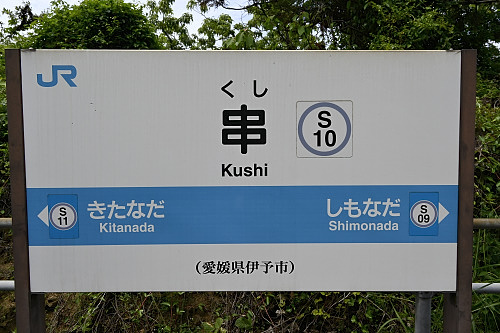 JR
くし
串
S
10
Kushi
S
11
きたなだ
Kitanada
しもなだ
Shimonada
S
09
（愛媛県伊予市）